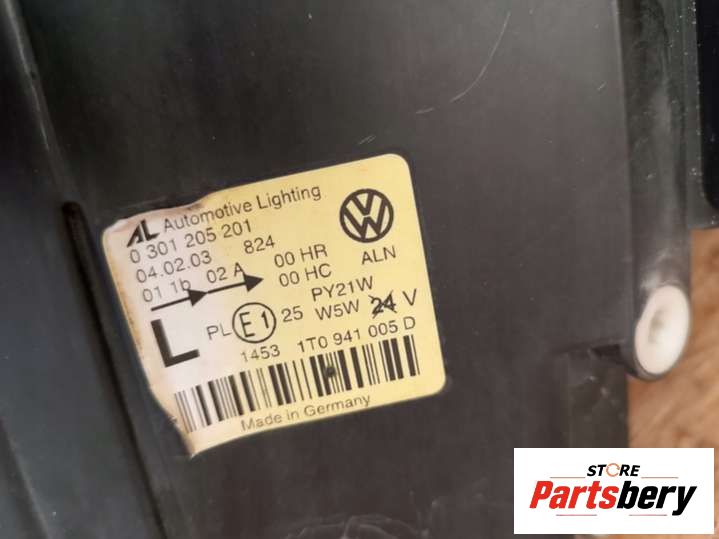 AL Automotive Lighting
0 301 205 201
04.02.03 824
01 1b 02 A 00 HR
00 HC ALN
L PL E1 25 PY21W
W5W 24 V
1453 1T0 941 005 D
Made in Germany
STORE
Partsbery